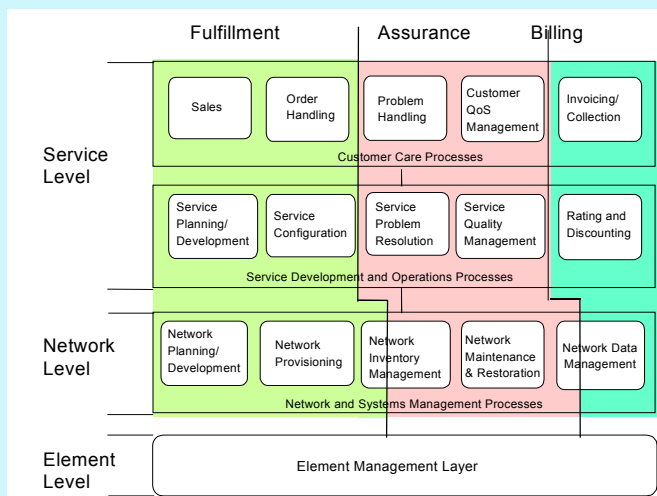 Fulfillment Assurance Billing
Service
Level
Sales
Order
Handling
Problem
Handling
Customer
QoS
Management
Invoicing/
Collection
Customer Care Processes
Service
Planning/
Development
Service
Configuration
Service
Problem
Resolution
Service
Quality
Management
Rating and
Discounting
Service Development and Operations Processes
Network
Level
Network
Planning/
Development
Network
Provisioning
Network
Inventory
Management
Network
Maintenance
& Restoration
Network Data
Management
Network and Systems Management Processes
Element
Level
Element Management Layer